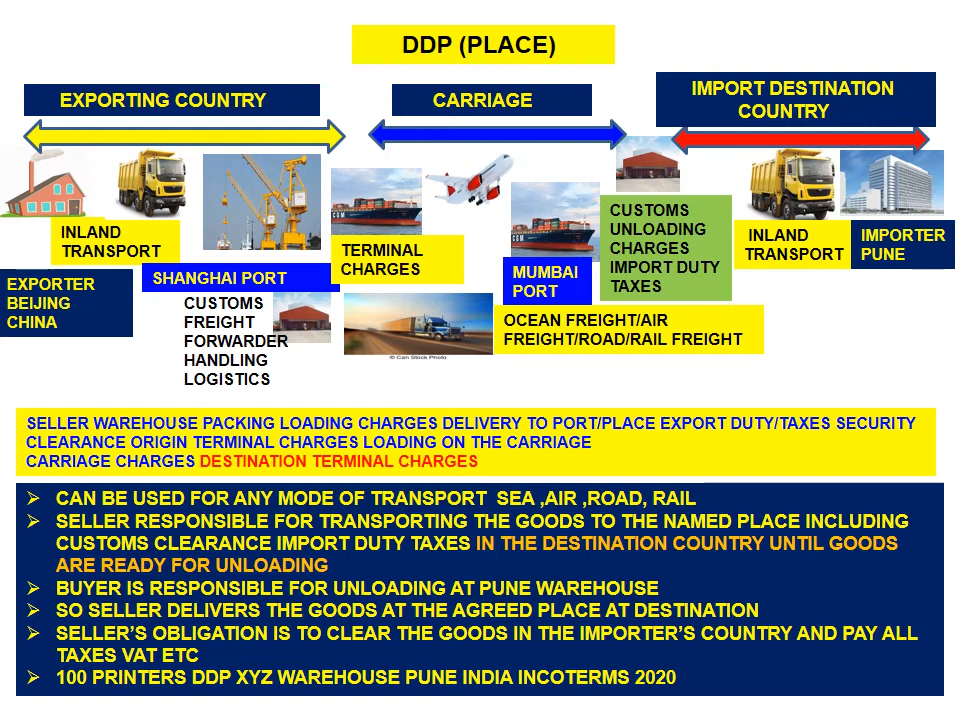 DDP (PLACE)
EXPORTING COUNTRY
CARRIAGE
IMPORT DESTINATION
COUNTRY
INLAND
TRANSPORT
EXPORTER
BEIJING
CHINA
SHANGHAI PORT
CUSTOMS
FREIGHT
FORWARDER
HANDLING
LOGISTICS
TERMINAL
CHARGES
© Can Stock Photo
MUMBAI
PORT
OCEAN FREIGHT/AIR
FREIGHT/ROAD/RAIL FREIGHT
CUSTOMS
UNLOADING
CHARGES
IMPORT DUTY
TAXES
INLAND
TRANSPORT
IMPORTER
PUNE
SELLER WAREHOUSE PACKING LOADING CHARGES DELIVERY TO PORT/PLACE EXPORT DUTY/TAXES SECURITY
CLEARANCE ORIGIN TERMINAL CHARGES LOADING ON THE CARRIAGE
CARRIAGE CHARGES DESTINATION TERMINAL CHARGES
➢ CAN BE USED FOR ANY MODE OF TRANSPORT SEA ,AIR ,ROAD, RAIL
➢ SELLER RESPONSIBLE FOR TRANSPORTING THE GOODS TO THE NAMED PLACE INCLUDING
CUSTOMS CLEARANCE IMPORT DUTY TAXES IN THE DESTINATION COUNTRY UNTIL GOODS
ARE READY FOR UNLOADING
➢ BUYER IS RESPONSIBLE FOR UNLOADING AT PUNE WAREHOUSE
➢ SO SELLER DELIVERS THE GOODS AT THE AGREED PLACE AT DESTINATION
➢ SELLER'S OBLIGATION IS TO CLEAR THE GOODS IN THE IMPORTER'S COUNTRY AND PAY ALL
TAXES VAT ETC
➢ 100 PRINTERS DDP XYZ WAREHOUSE PUNE INDIA INCOTERMS 2020